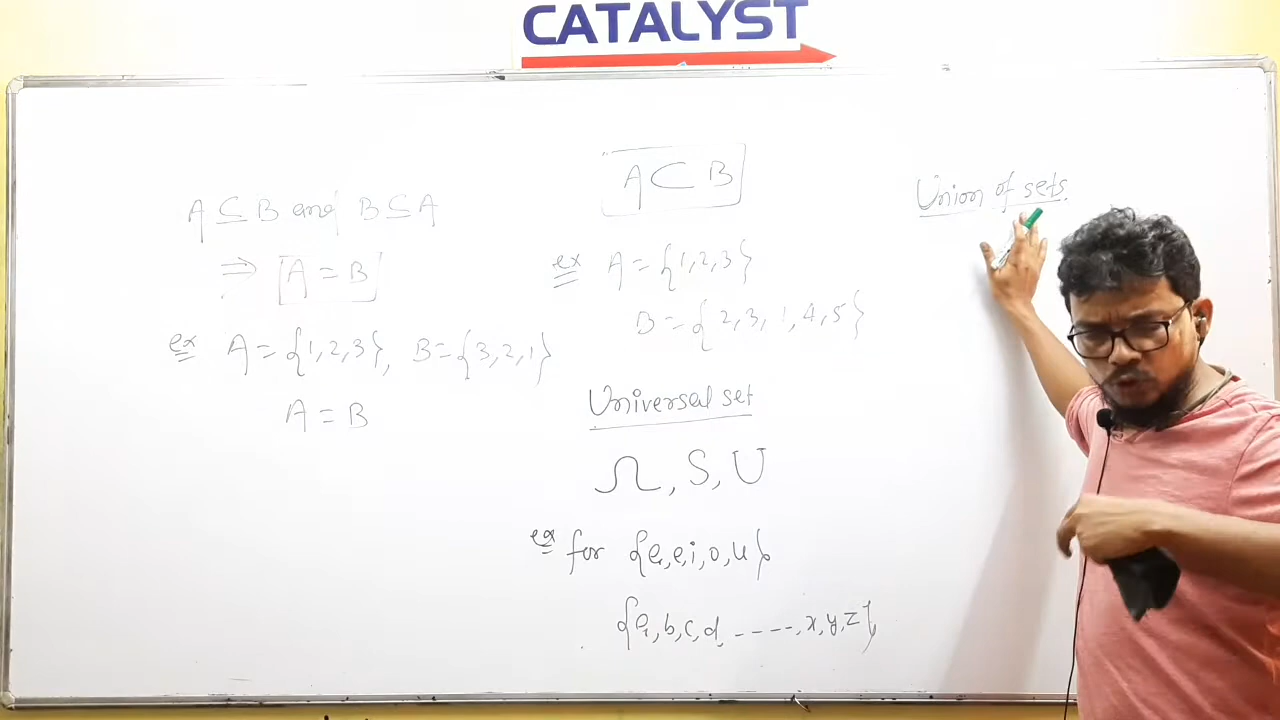 CATALYST
A ⊆ B and B ⊆ A
⇒ A = B
ex A = {1,2,3}, B = {3,2,1}
A = B
A ⊂ B
ex A = {1,2,3}
B = {2,3,1,4,5}
Universal set
Ω, S, U
ex for {a,e,i,o,u}
{a,b,c,d,-----,x,y,z}
Union of sets.